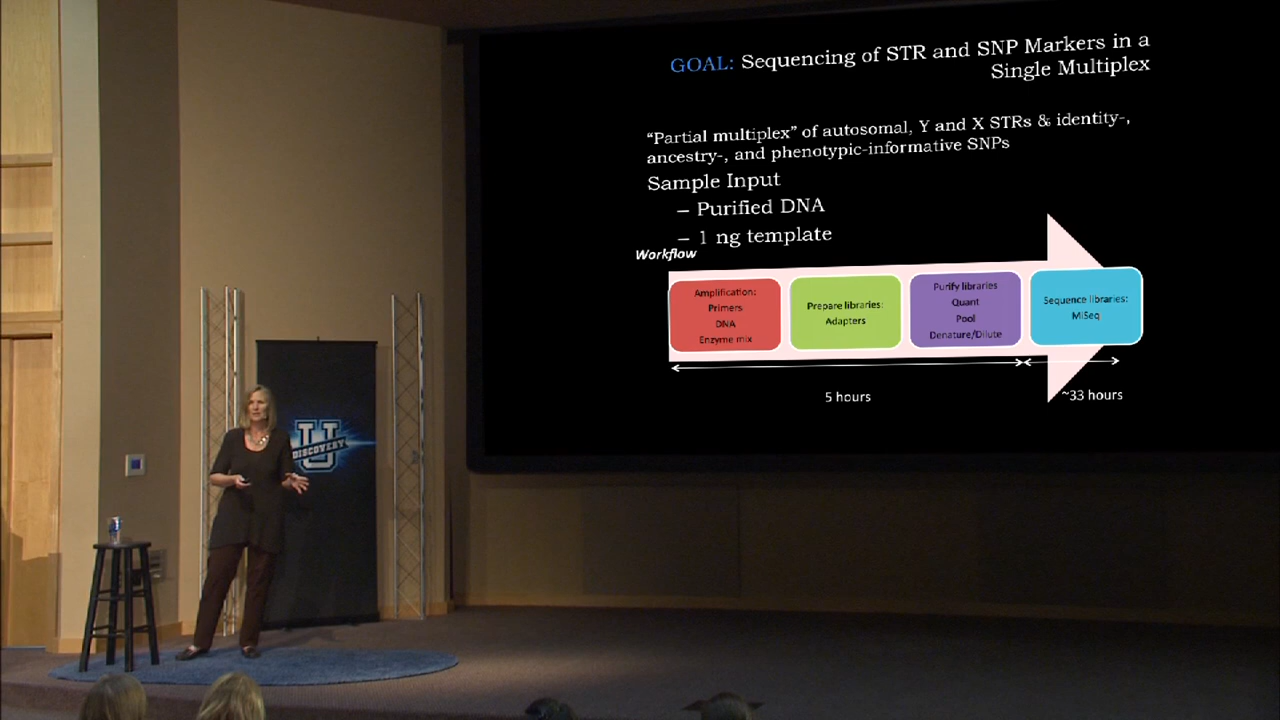 GOAL: Sequencing of STR and SNP Markers in a
Single Multiplex
“Partial multiplex” of autosomal, Y and X STRs & identity-,
ancestry-, and phenotypic-informative SNPs
Sample Input
– Purified DNA
– 1 ng template
Workflow
Amplification:
Primers
DNA
Enzyme mix
Prepare libraries:
Adapters
Purify libraries
Quant
Pool
Denature/Dilute
Sequence libraries:
MiSeq
5 hours
~33 hours
U
DISCOVERY